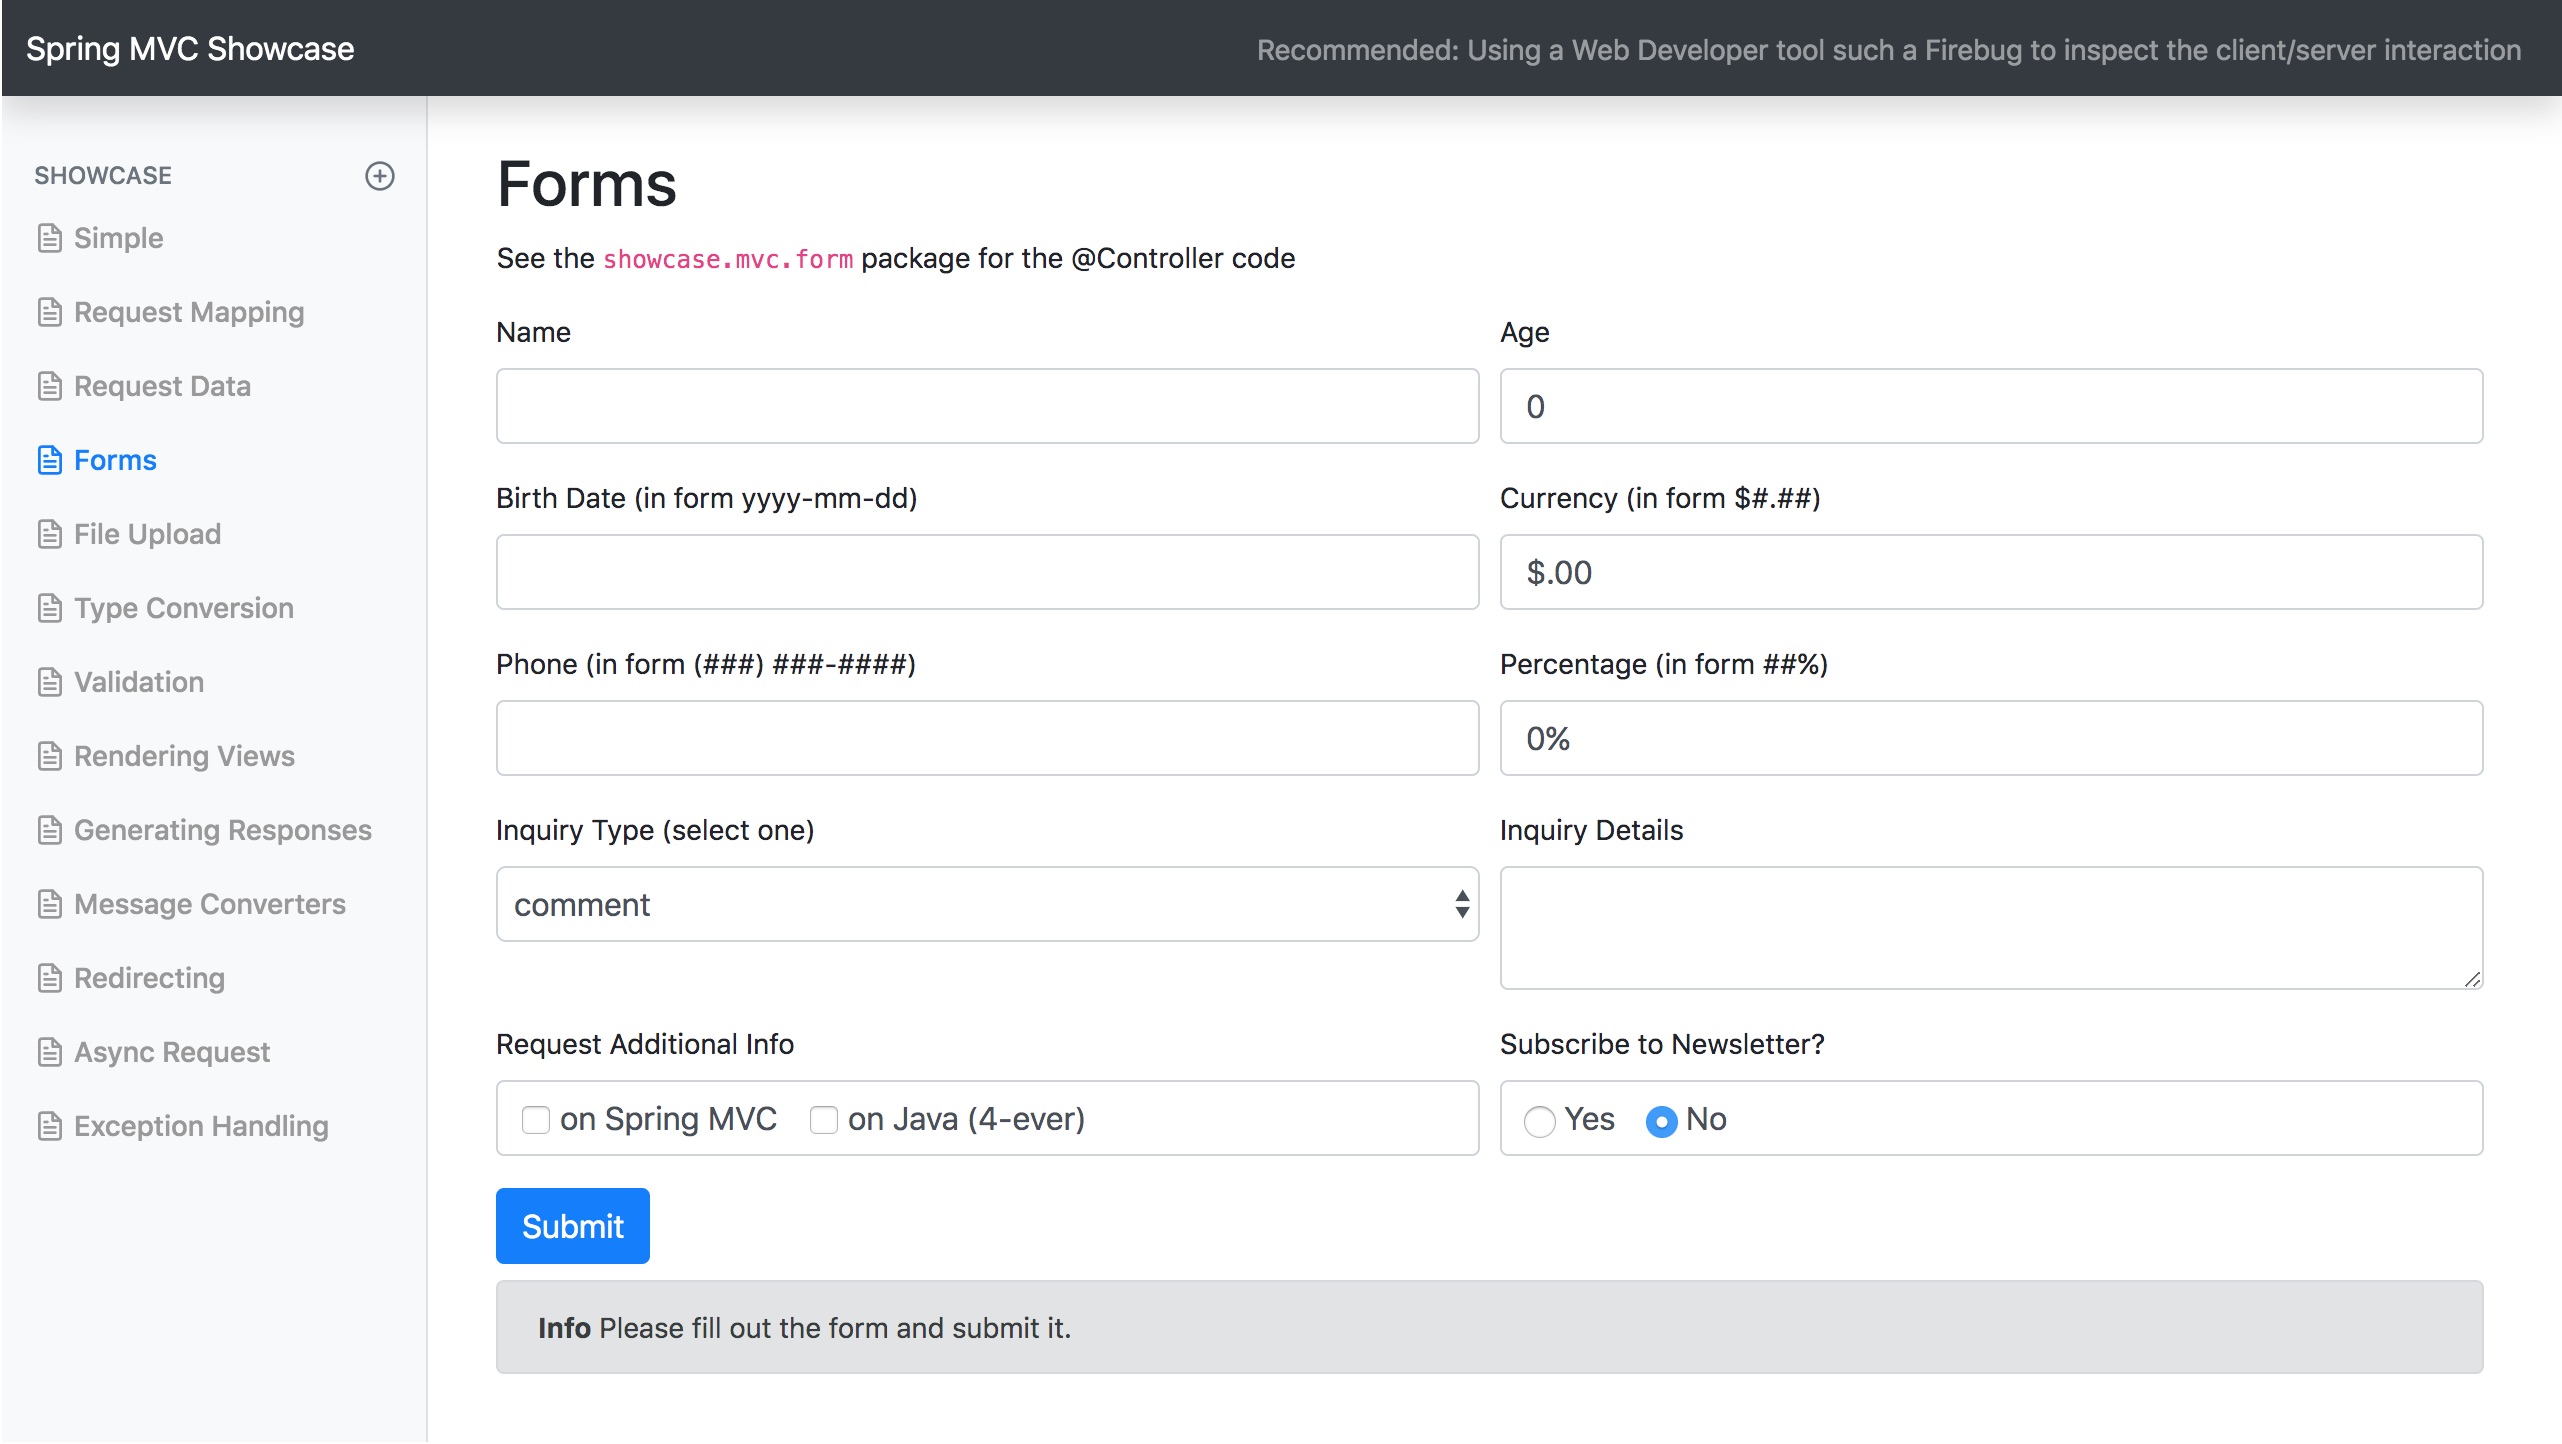 Spring MVC Showcase
Recommended: Using a Web Developer tool such a Firebug to inspect the client/server interaction
SHOWCASE
Simple
Request Mapping
Request Data
Forms
File Upload
Type Conversion
Validation
Rendering Views
Generating Responses
Message Converters
Redirecting
Async Request
Exception Handling
Forms
See the showcase.mvc.form package for the @Controller code
Name
Age
0
Birth Date (in form yyyy-mm-dd)
Currency (in form $#.##)
$.00
Phone (in form (###) ###-####)
Percentage (in form ##%)
0%
Inquiry Type (select one)
comment
Inquiry Details
Request Additional Info
on Spring MVC on Java (4-ever)
Subscribe to Newsletter?
Yes No
Submit
Info Please fill out the form and submit it.